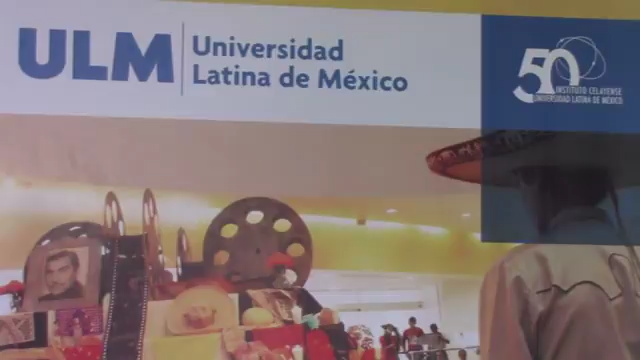 ULM
Universidad
Latina de México
50
INSTITUTO CELAYENSE
UNIVERSIDAD LATINA DE MÉXICO